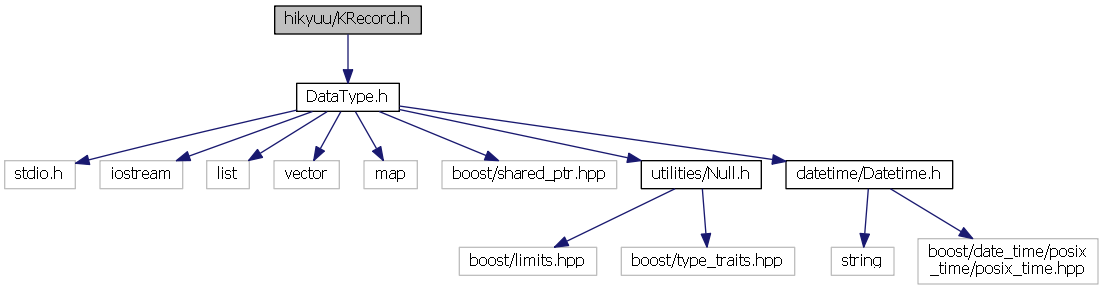 hikyuu/KRecord.h
DataType.h
stdio.h
iostream
list
vector
map
boost/shared_ptr.hpp
utilities/Null.h
datetime/Datetime.h
boost/limits.hpp
boost/type_traits.hpp
string
boost/date_time/posix
_time/posix_time.hpp